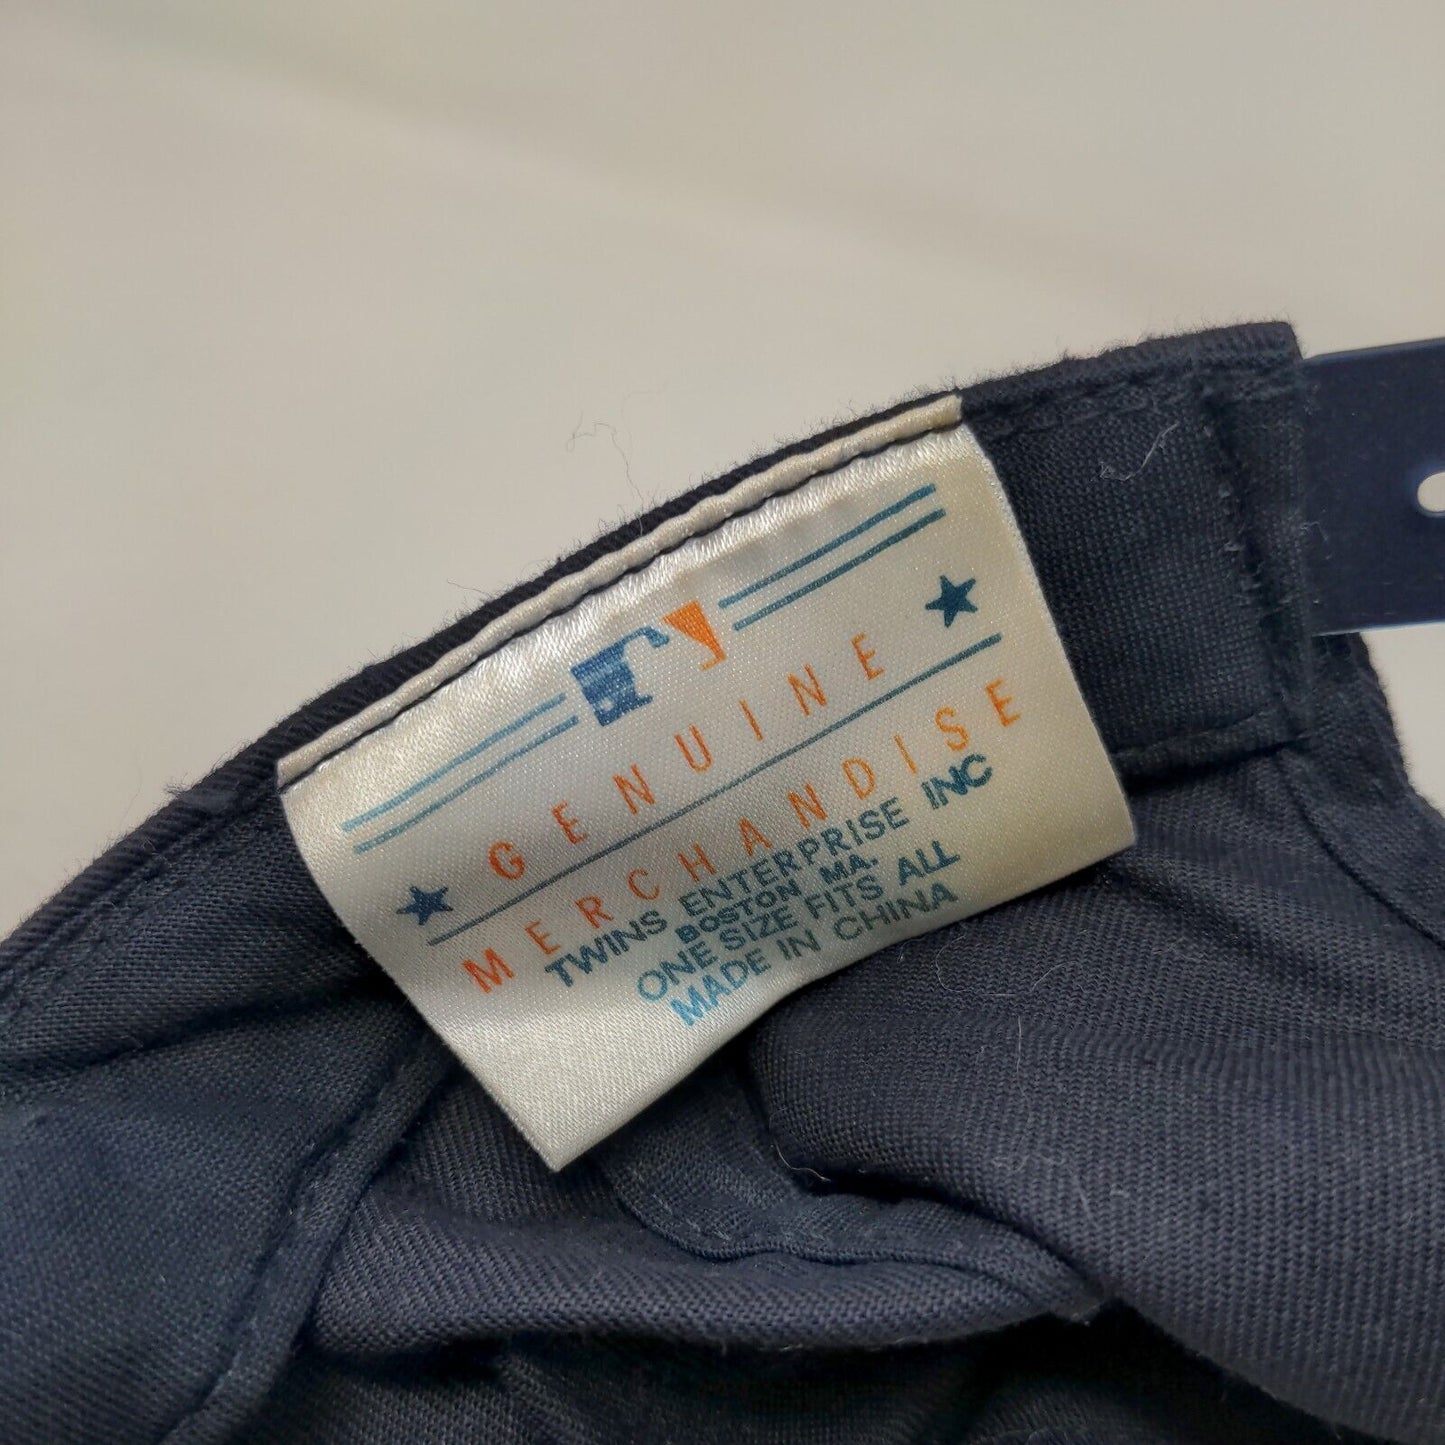 GENUINE
MERCHANDISE
TWINS ENTERPRISE INC
BOSTON MA.
ONE SIZE FITS ALL
MADE IN CHINA